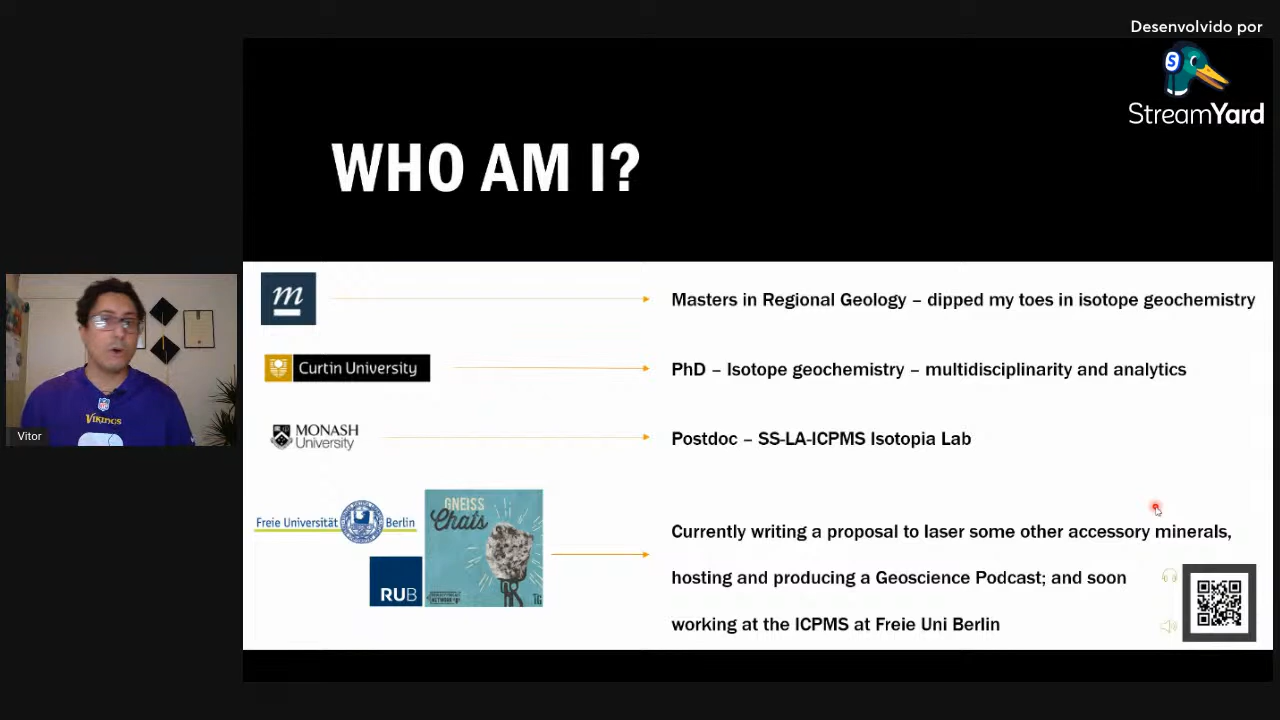 Desenvolvido por
StreamYard
WHO AM I?
m
Masters in Regional Geology – dipped my toes in isotope geochemistry
Curtin University
PhD – Isotope geochemistry – multidisciplinarity and analytics
MONASH
University
Postdoc – SS-LA-ICPMS Isotopia Lab
VIKINGS
Vitor
GNEISS
Chats
Freie Universität Berlin
RUB
Currently writing a proposal to laser some other accessory minerals,
hosting and producing a Geoscience Podcast; and soon
working at the ICPMS at Freie Uni Berlin